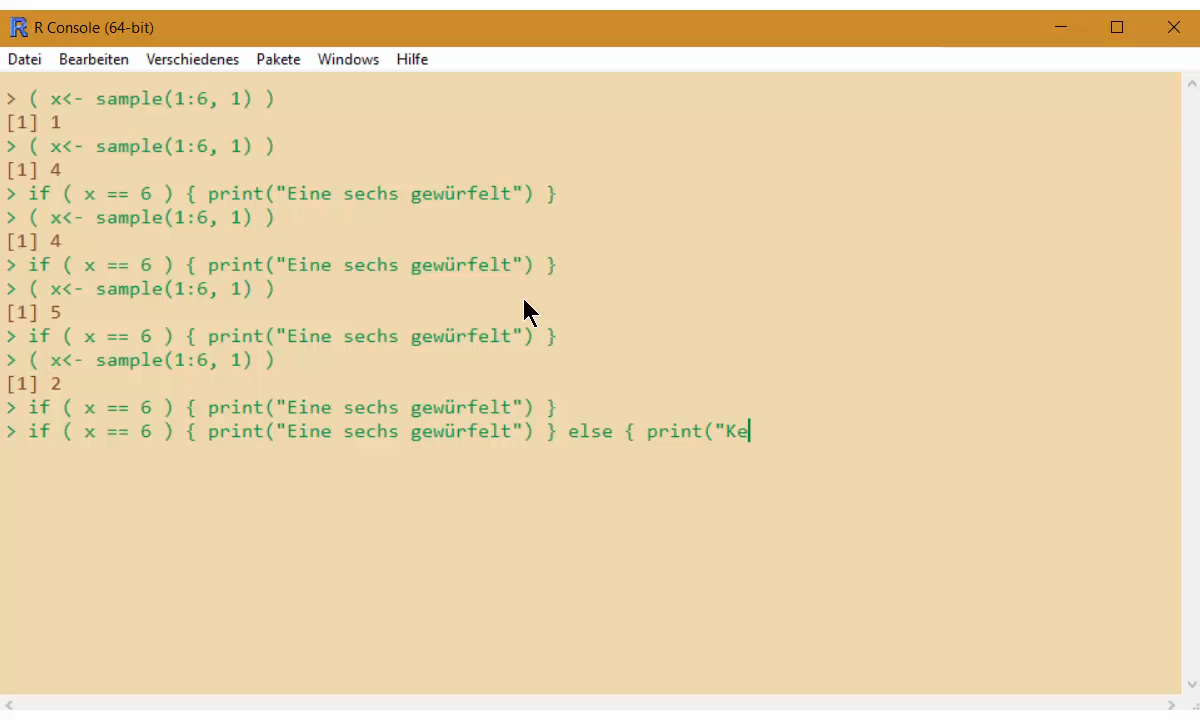 R Console (64-bit)
Datei Bearbeiten Verschiedenes Pakete Windows Hilfe
> ( x<- sample(1:6, 1) )
[1] 1
> ( x<- sample(1:6, 1) )
[1] 4
> if ( x == 6 ) { print("Eine sechs gewürfelt") }
> ( x<- sample(1:6, 1) )
[1] 4
> if ( x == 6 ) { print("Eine sechs gewürfelt") }
> ( x<- sample(1:6, 1) )
[1] 5
> if ( x == 6 ) { print("Eine sechs gewürfelt") }
> ( x<- sample(1:6, 1) )
[1] 2
> if ( x == 6 ) { print("Eine sechs gewürfelt") }
> if ( x == 6 ) { print("Eine sechs gewürfelt") } else { print("Ke